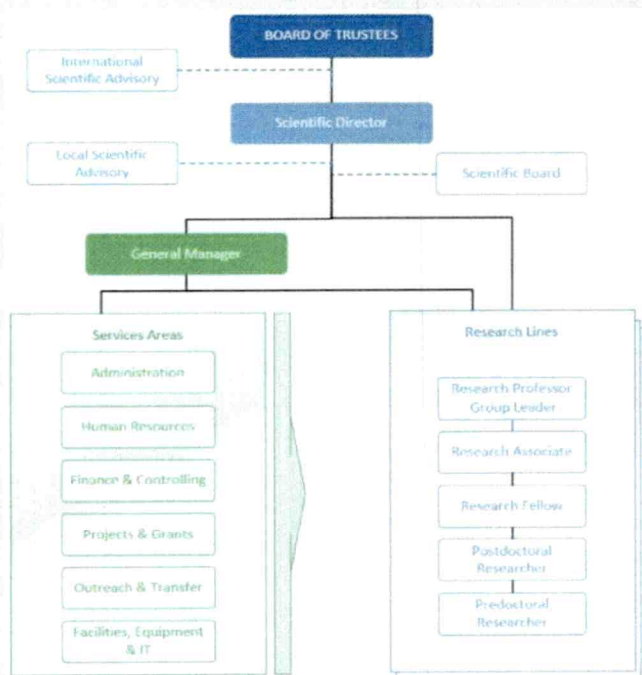 BOARD OF TRUSTEES
International
Scientific Advisory
Scientific Director
Local Scientific
Advisory
Scientific Board
General Manager
Services Areas
Administration
Human Resources
Finance & Controlling
Projects & Grants
Outreach & Transfer
Facilities, Equipment
& IT
Research Lines
Research Professor
Group Leader
Research Associate
Research Fellow
Postdoctoral
Researcher
Predoctoral
Researcher